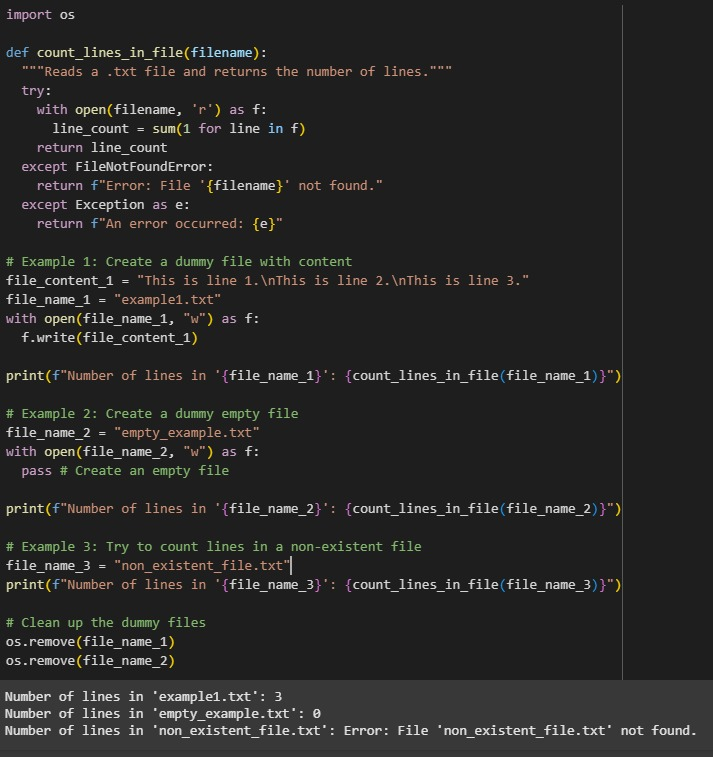 import os

def count_lines_in_file(filename):
  """Reads a .txt file and returns the number of lines."""
  try:
    with open(filename, 'r') as f:
      line_count = sum(1 for line in f)
    return line_count
  except FileNotFoundError:
    return f"Error: File '{filename}' not found."
  except Exception as e:
    return f"An error occurred: {e}"

# Example 1: Create a dummy file with content
file_content_1 = "This is line 1.\nThis is line 2.\nThis is line 3."
file_name_1 = "example1.txt"
with open(file_name_1, "w") as f:
  f.write(file_content_1)

print(f"Number of lines in '{file_name_1}': {count_lines_in_file(file_name_1)}")

# Example 2: Create a dummy empty file
file_name_2 = "empty_example.txt"
with open(file_name_2, "w") as f:
  pass # Create an empty file

print(f"Number of lines in '{file_name_2}': {count_lines_in_file(file_name_2)}")

# Example 3: Try to count lines in a non-existent file
file_name_3 = "non_existent_file.txt"
print(f"Number of lines in '{file_name_3}': {count_lines_in_file(file_name_3)}")

# Clean up the dummy files
os.remove(file_name_1)
os.remove(file_name_2)

Number of lines in 'example1.txt': 3
Number of lines in 'empty_example.txt': 0
Number of lines in 'non_existent_file.txt': Error: File 'non_existent_file.txt' not found.